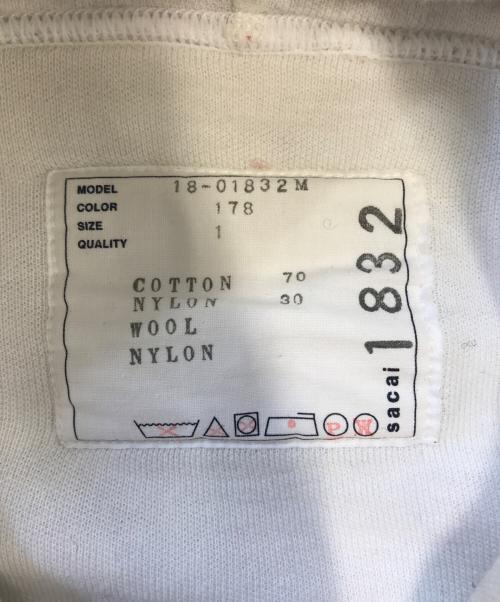 MODEL 18-01832M
COLOR 178
SIZE 1
QUALITY
COTTON 70
NYLON 30
WOOL
NYLON
P W
sacai 1832